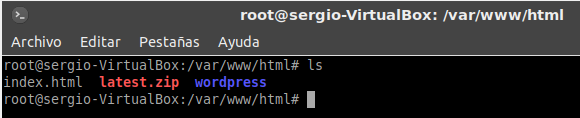 root@sergio-VirtualBox: /var/www/html
Archivo Editar Pestañas Ayuda
root@sergio-VirtualBox:/var/www/html# ls
index.html latest.zip wordpress
root@sergio-VirtualBox:/var/www/html#